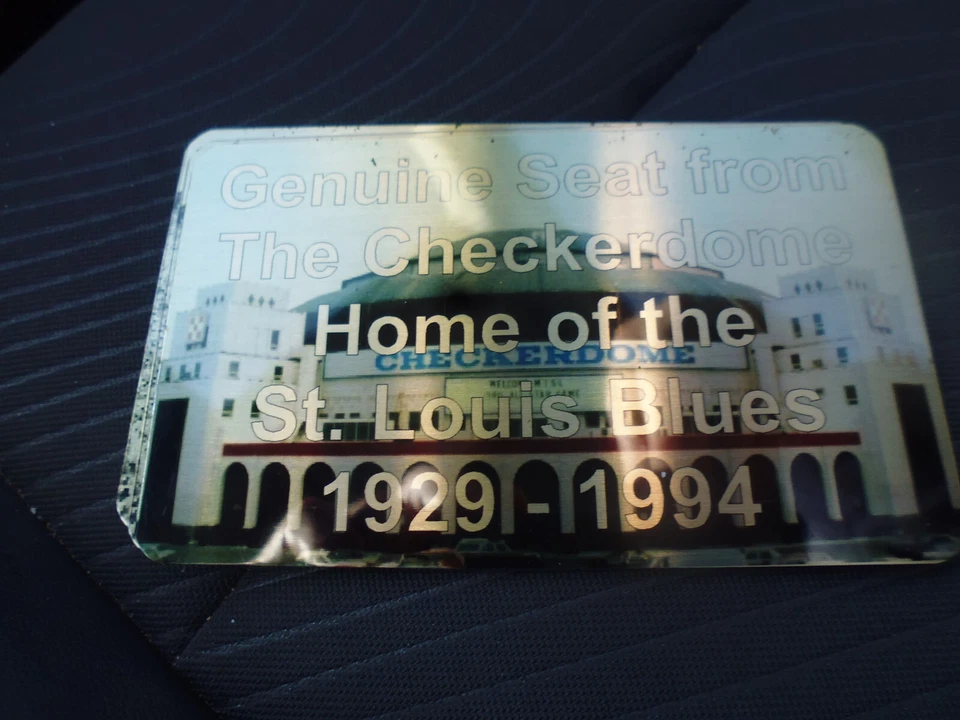 Genuine Seat from
The Checkerdome
Home of the
CHECKERDOME
St. Louis Blues
1929 - 1994